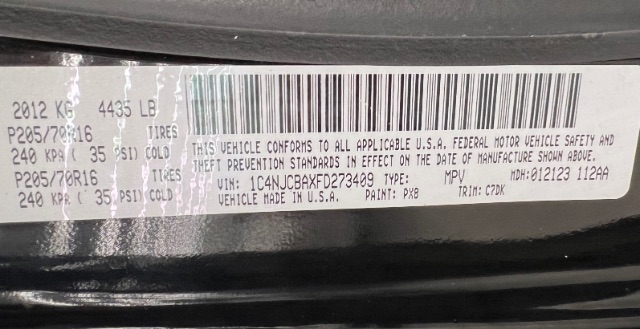 2012 KG 4435 LB
P205/70R16 TIRES
240 KPA ( 35 PSI) COLD
P205/70R16 TIRES
240 KPA ( 35 PSI) COLD
THIS VEHICLE CONFORMS TO ALL APPLICABLE U.S.A. FEDERAL MOTOR VEHICLE SAFETY AND
THEFT PREVENTION STANDARDS IN EFFECT ON THE DATE OF MANUFACTURE SHOWN ABOVE.
VIN: 1C4NJCBAXFD273409 TYPE: MPV MDH:012123 112AA
VEHICLE MADE IN U.S.A. PAINT: PX8 TRIM: C7DK